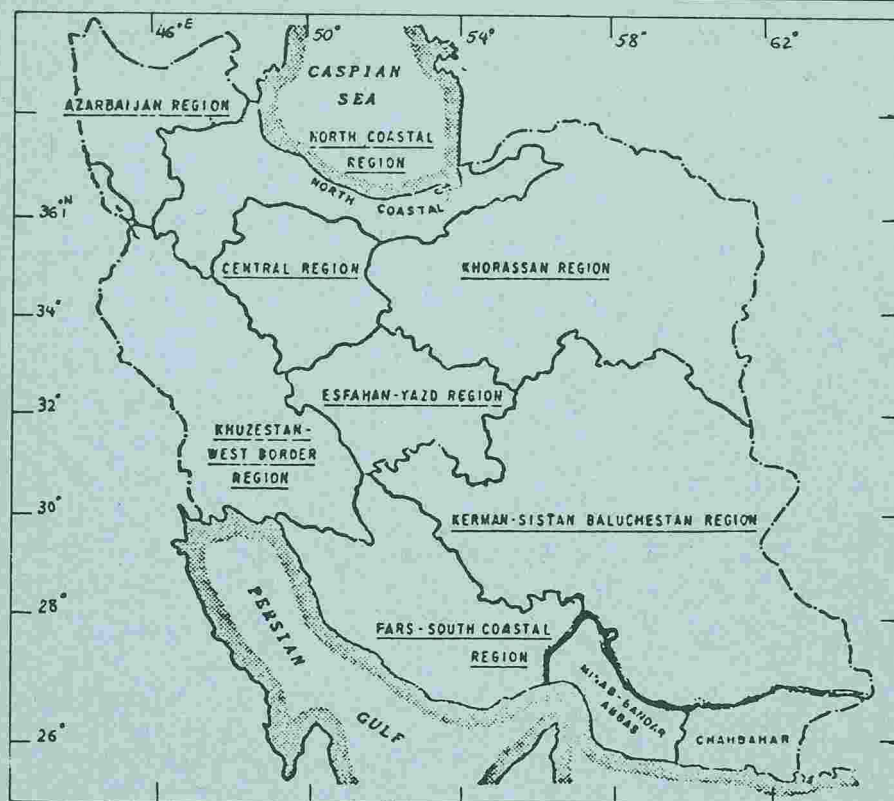 46°E
50°
54°
58°
62°
CASPIAN
SEA
AZARBAIJAN REGION
NORTH COASTAL
REGION
NORTH COASTAL
36°N
CENTRAL REGION
KHORASSAN REGION
34°
ESFAHAN-YAZD REGION
32°
KHUZESTAN-
WEST BORDER
REGION
30°
KERMAN-SISTAN BALUCHESTAN REGION
28°
PERSIAN
GULF
FARS-SOUTH COASTAL
REGION
MINAB-BANDAR
ABBAS
26°
CHAHBAHAR